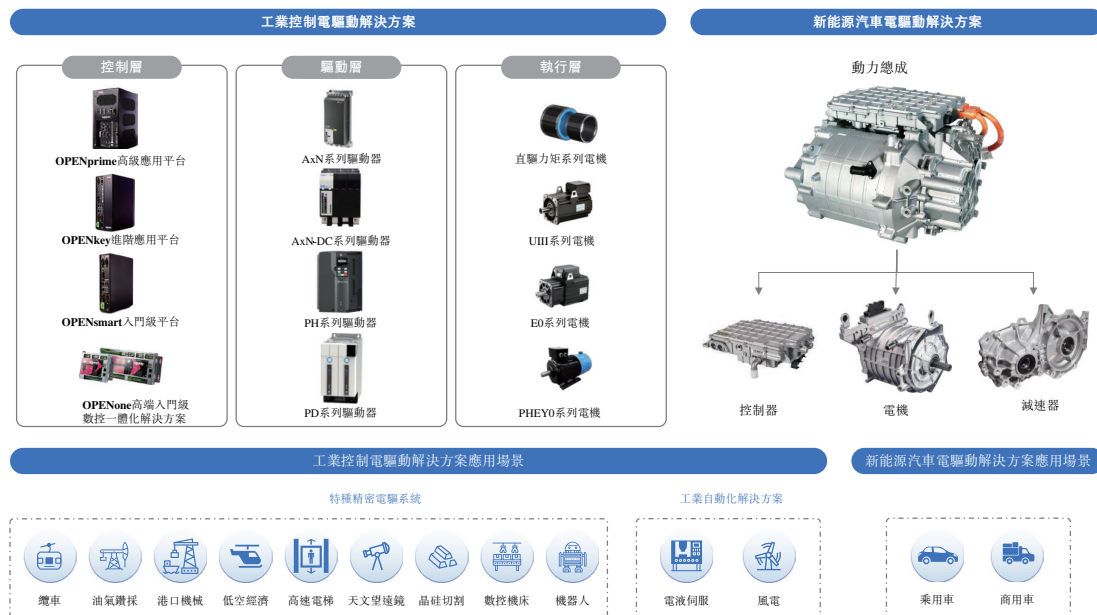 工業控制電驅動解決方案
新能源汽車電驅動解決方案
控制層
驅動層
執行層
動力總成
OPENprime高級應用平台
AxN系列驅動器
直驅力矩系列電機
OPENkey進階應用平台
AxN-DC系列驅動器
UIII系列電機
OPENsmart入門級平台
PH系列驅動器
E0系列電機
OPENone高端入門級
數控一體化解決方案
PD系列驅動器
PHEY0系列電機
控制器
電機
減速器
工業控制電驅動解決方案應用場景
新能源汽車電驅動解決方案應用場景
特種精密電驅系統
工業自動化解決方案
纜車
油氣鑽採
港口機械
低空經濟
高速電梯
天文望遠鏡
晶硅切割
數控機床
機器人
電液伺服
風電
乘用車
商用車